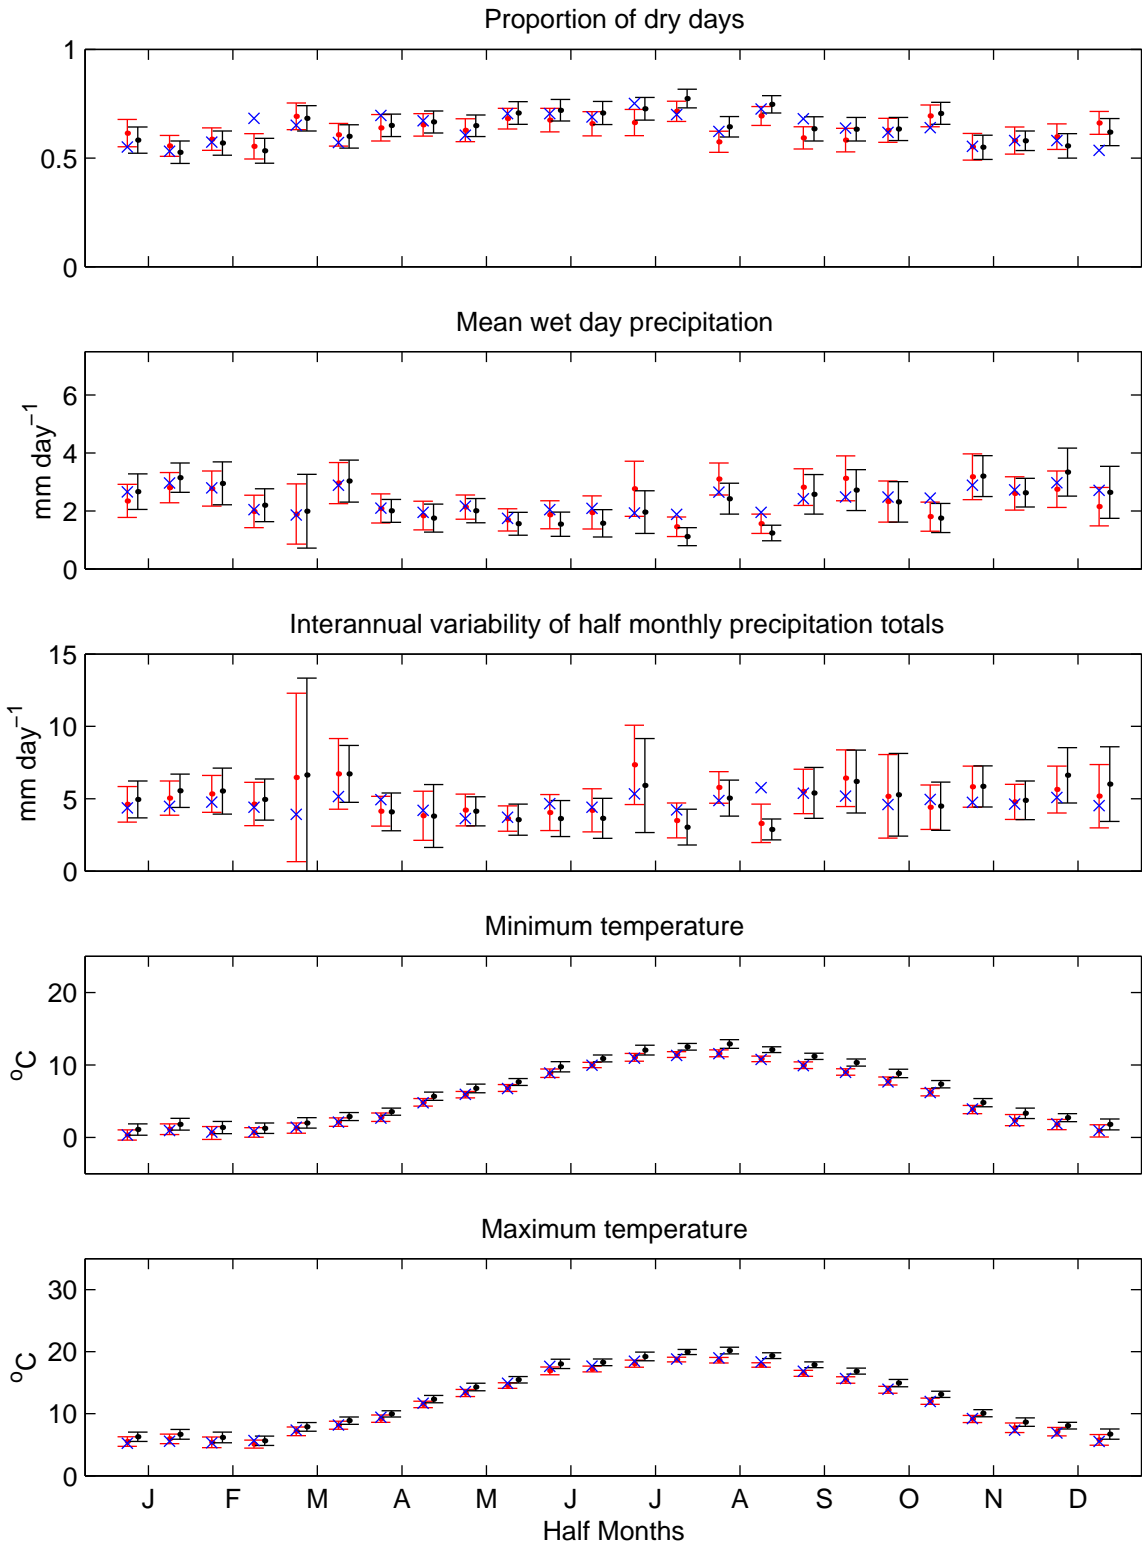 Proportion of dry days
1
0.5
0
Mean wet day precipitation
6
4
2
0
mm day⁻¹
Interannual variability of half monthly precipitation totals
15
10
5
0
mm day⁻¹
Minimum temperature
20
10
0
ºC
Maximum temperature
30
20
10
0
ºC
J F M A M J J A S O N D
Half Months